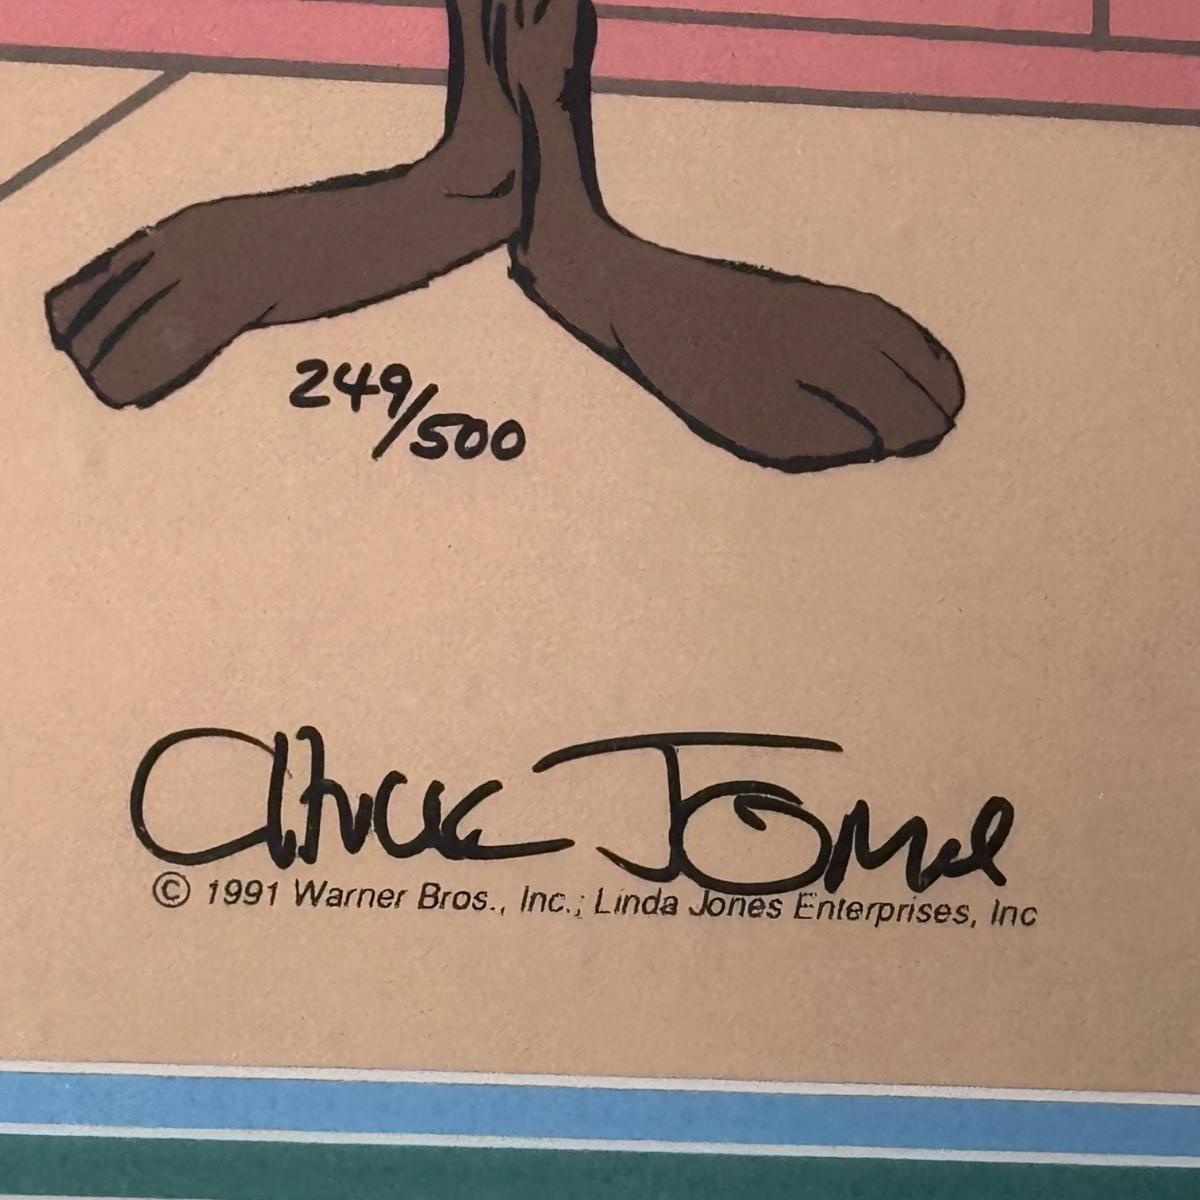 249/500
Chuck Jones
© 1991 Warner Bros., Inc.; Linda Jones Enterprises, Inc